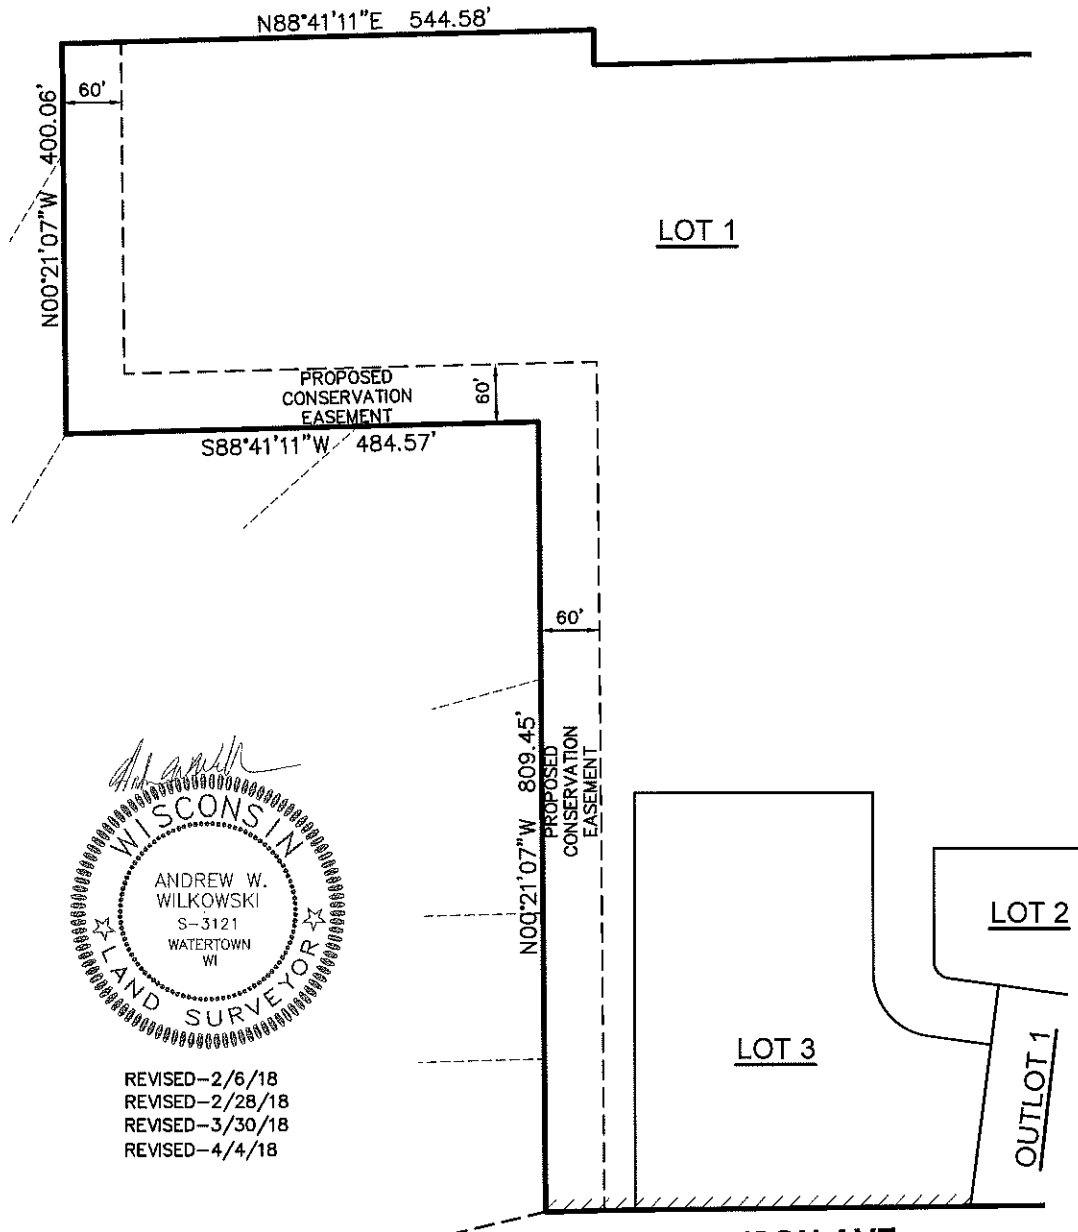 N88°41'11"E 544.58'
60'
N00°21'07"W 400.06'
LOT 1
PROPOSED
CONSERVATION
EASEMENT
60'
S88°41'11"W 484.57'
60'
N00°21'07"W 809.45'
PROPOSED
CONSERVATION
EASEMENT
WISCONSIN
ANDREW W.
WILKOWSKI
S-3121
WATERTOWN
WI
LAND SURVEYOR
LOT 2
LOT 3
OUTLOT 1
REVISED-2/6/18
REVISED-2/28/18
REVISED-3/30/18
REVISED-4/4/18